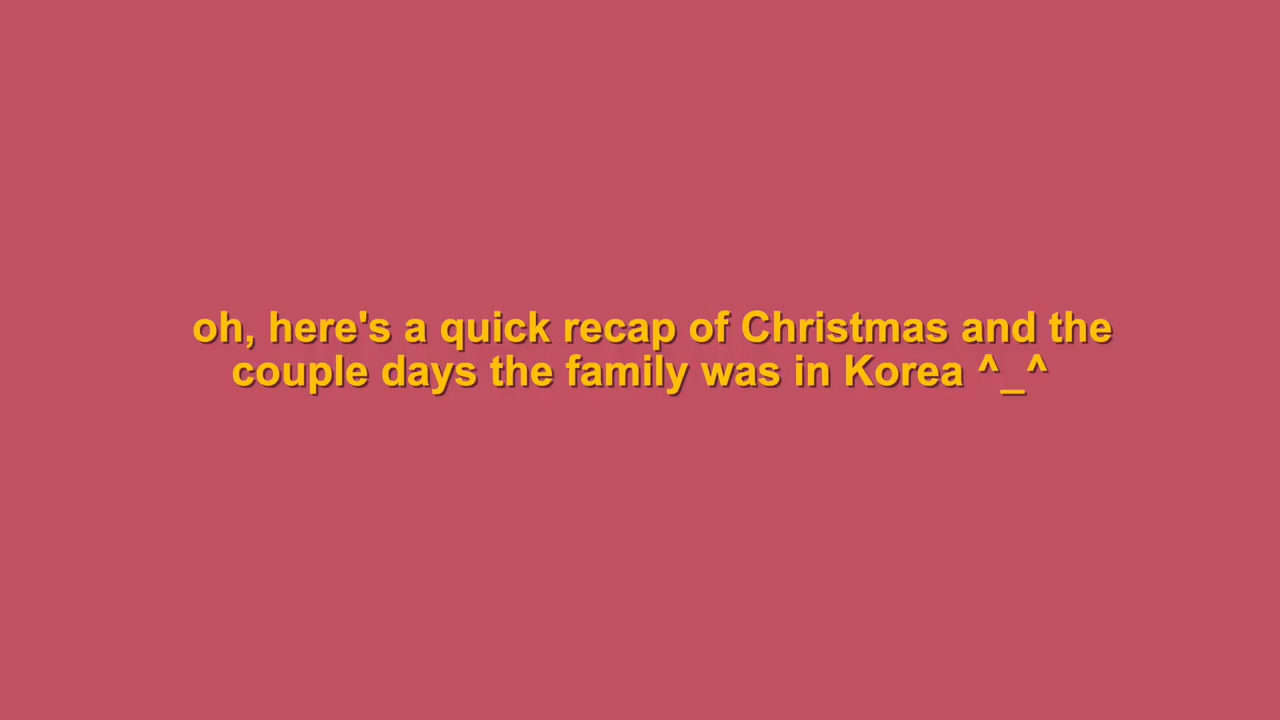 oh, here's a quick recap of Christmas and the
couple days the family was in Korea ^_^